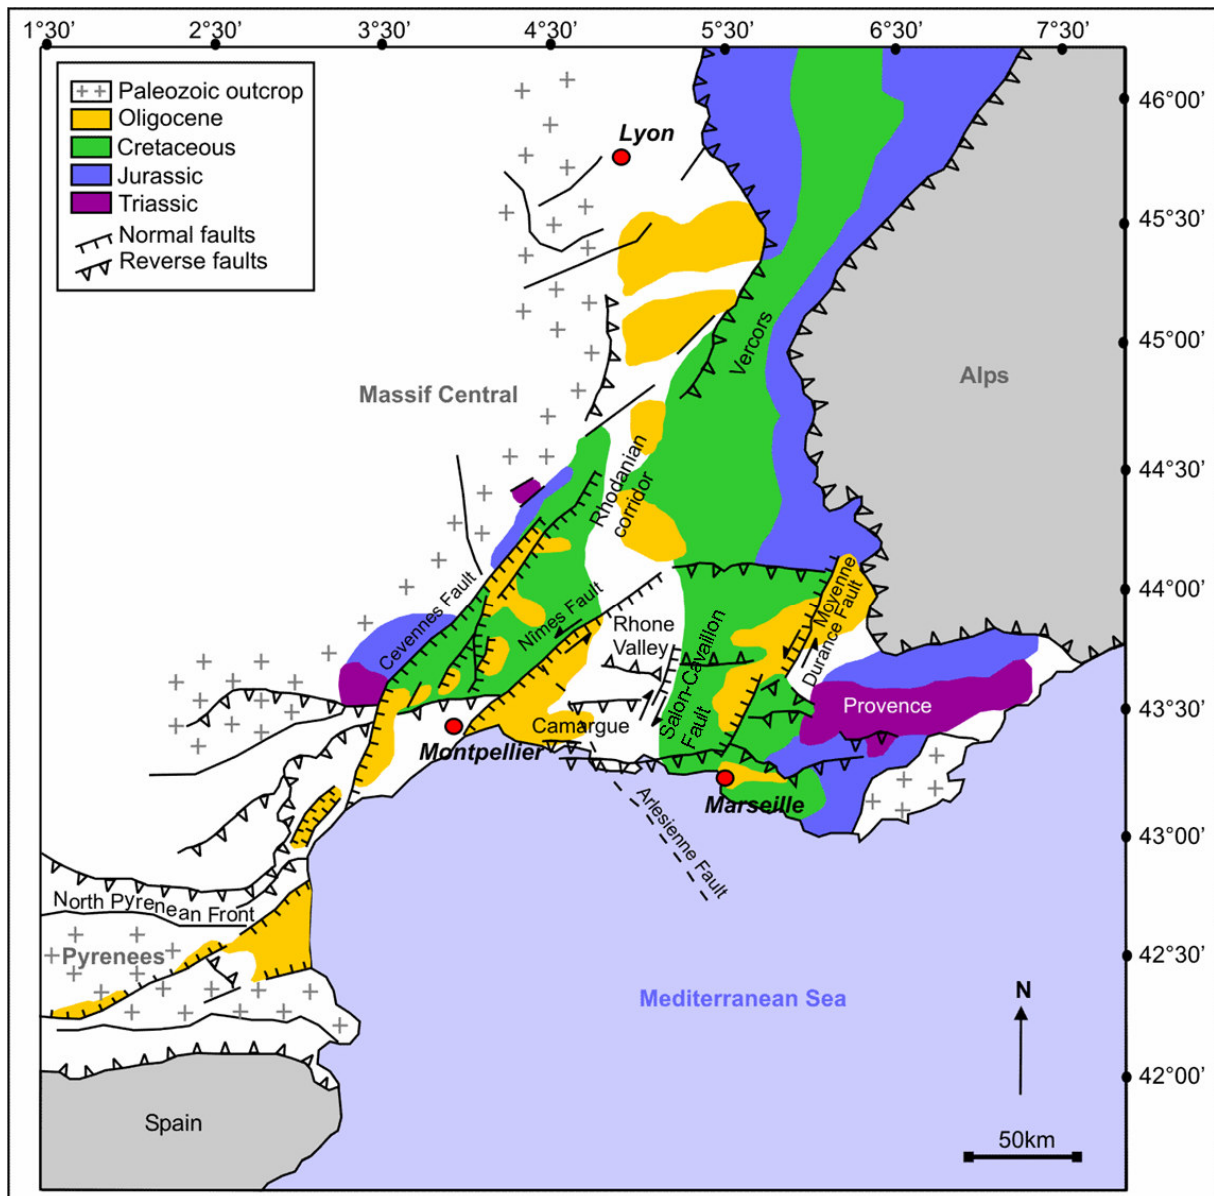 1°30' 2°30' 3°30' 4°30' 5°30' 6°30' 7°30'
Paleozoic outcrop
Oligocene
Cretaceous
Jurassic
Triassic
Normal faults
Reverse faults
46°00'
Lyon
45°30'
45°00'
Vercors
Alps
Massif Central
44°30'
Rhodanian
corridor
44°00'
Cevennes Fault
Nîmes Fault
Moyenne
Durance Fault
Rhone
Valley
Salon-Cavaillon
Fault
43°30'
Provence
Camargue
Montpellier
Marseille
Arlesienne Fault
43°00'
North Pyrenean Front
Pyrenees
42°30'
Mediterranean Sea
N
42°00'
Spain
50km